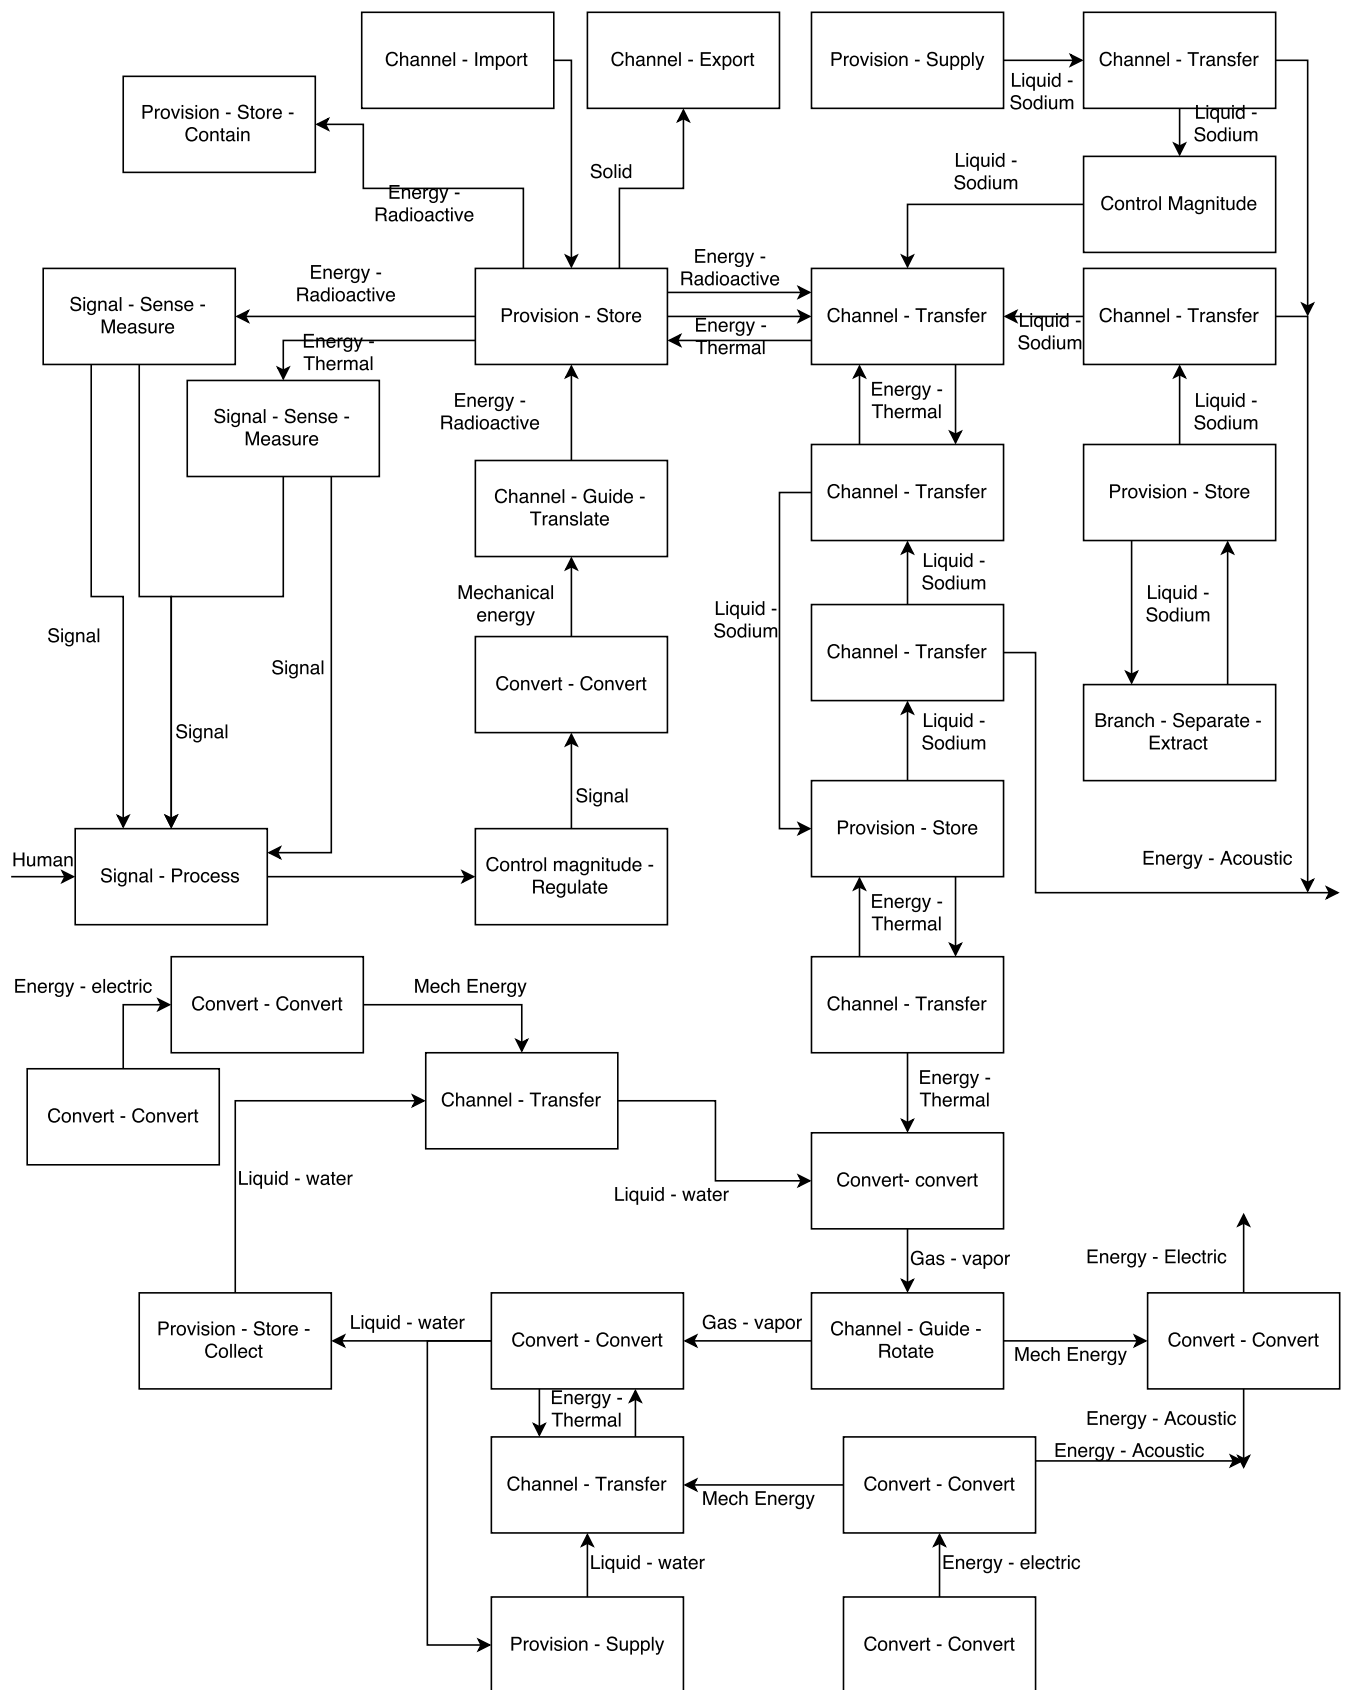 Channel - Import
Channel - Export
Provision - Supply
Channel - Transfer
Liquid -
Sodium
Provision - Store -
Contain
Liquid -
Sodium
Solid
Liquid -
Sodium
Energy -
Radioactive
Control Magnitude
Energy -
Radioactive
Energy -
Radioactive
Signal - Sense -
Measure
Provision - Store
Channel - Transfer
Channel - Transfer
Energy -
Thermal
Energy -
Thermal
Liquid -
Sodium
Signal - Sense -
Measure
Energy -
Radioactive
Energy -
Thermal
Liquid -
Sodium
Channel - Guide -
Translate
Channel - Transfer
Provision - Store
Mechanical
energy
Liquid -
Sodium
Liquid -
Sodium
Liquid -
Sodium
Signal
Signal
Channel - Transfer
Convert - Convert
Signal
Liquid -
Sodium
Branch - Separate -
Extract
Signal
Provision - Store
Human
Signal - Process
Control magnitude -
Regulate
Energy - Acoustic
Energy -
Thermal
Energy - electric
Convert - Convert
Mech Energy
Channel - Transfer
Convert - Convert
Channel - Transfer
Energy -
Thermal
Liquid - water
Liquid - water
Convert- convert
Gas - vapor
Energy - Electric
Provision - Store -
Collect
Liquid - water
Convert - Convert
Gas - vapor
Channel - Guide -
Rotate
Mech Energy
Convert - Convert
Energy -
Thermal
Energy - Acoustic
Energy - Acoustic
Channel - Transfer
Mech Energy
Convert - Convert
Liquid - water
Energy - electric
Provision - Supply
Convert - Convert